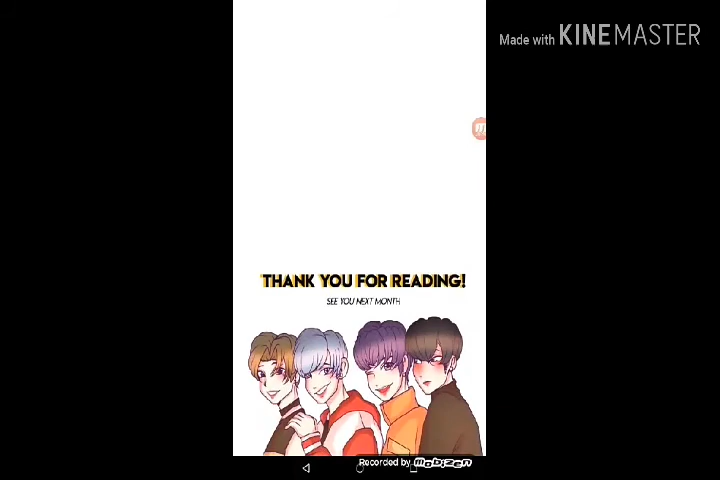 Made with KINEMASTER
THANK YOU FOR READING!
SEE YOU NEXT MONTH
Recorded by mobizen